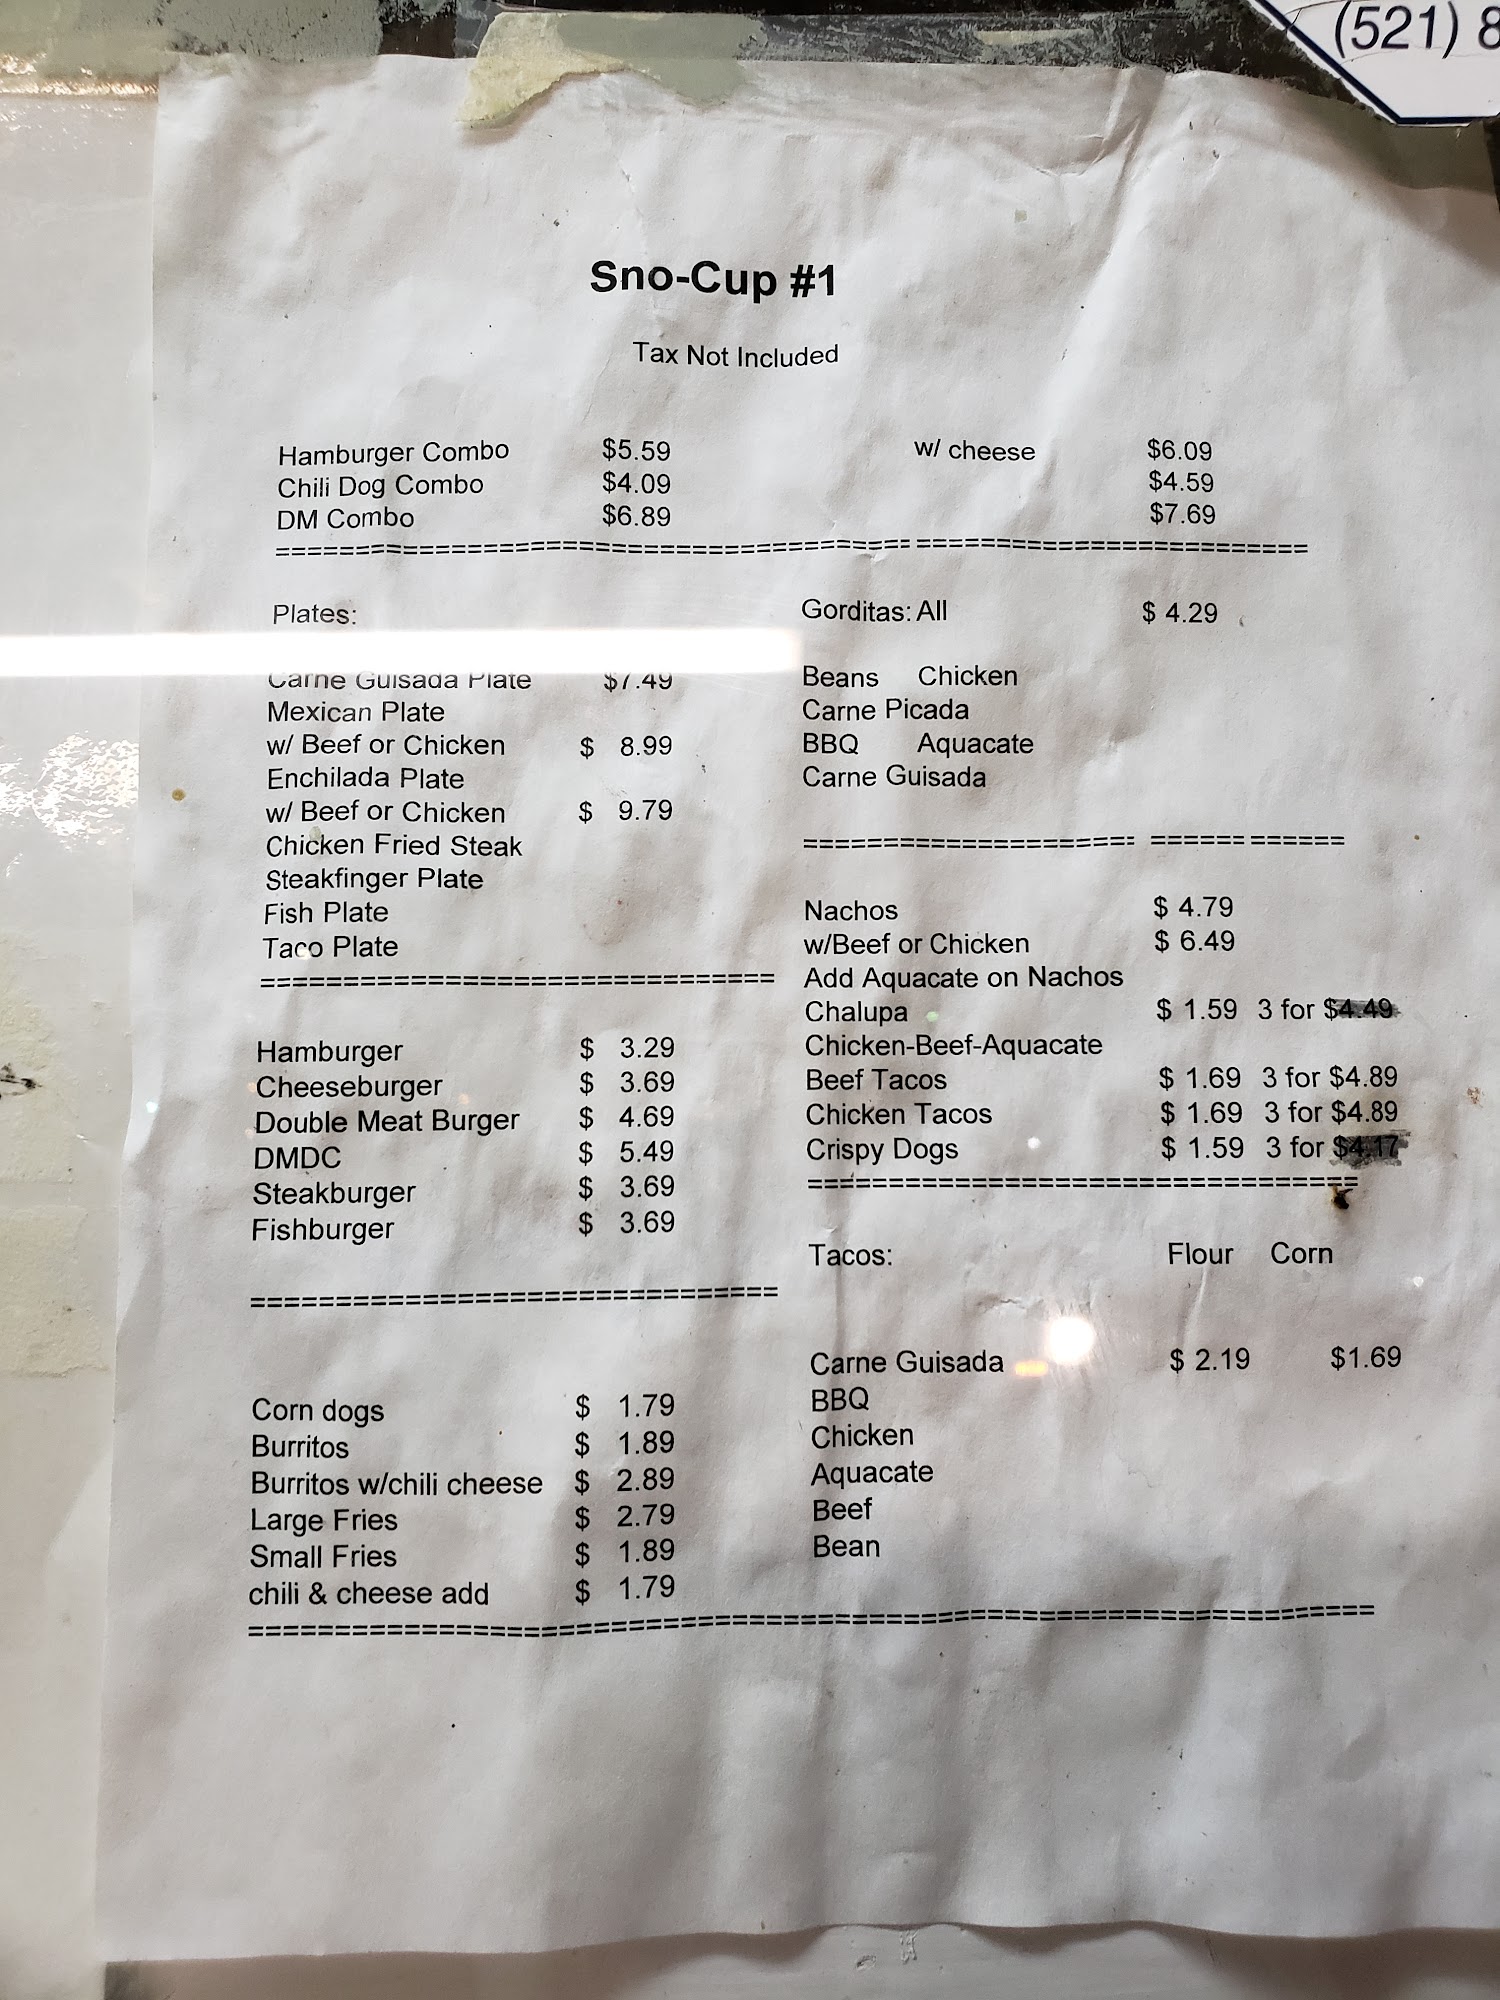 (521) 8
Sno-Cup #1
Tax Not Included
Hamburger Combo $5.59 w/ cheese $6.09
Chili Dog Combo $4.09 $4.59
DM Combo $6.89 $7.69
Plates:
Carne Guisada Plate $7.49
Mexican Plate
w/ Beef or Chicken $ 8.99
Enchilada Plate
w/ Beef or Chicken $ 9.79
Chicken Fried Steak
Steakfinger Plate
Fish Plate
Taco Plate
Hamburger $ 3.29
Cheeseburger $ 3.69
Double Meat Burger $ 4.69
DMDC $ 5.49
Steakburger $ 3.69
Fishburger $ 3.69
Corn dogs $ 1.79
Burritos $ 1.89
Burritos w/chili cheese $ 2.89
Large Fries $ 2.79
Small Fries $ 1.89
chili & cheese add $ 1.79
Gorditas: All $ 4.29
Beans Chicken
Carne Picada
BBQ Aquacate
Carne Guisada
Nachos $ 4.79
w/Beef or Chicken $ 6.49
Add Aquacate on Nachos
Chalupa $ 1.59 3 for $4.49
Chicken-Beef-Aquacate
Beef Tacos $ 1.69 3 for $4.89
Chicken Tacos $ 1.69 3 for $4.89
Crispy Dogs $ 1.59 3 for $4.17
Tacos: Flour Corn
Carne Guisada $ 2.19 $1.69
BBQ
Chicken
Aquacate
Beef
Bean